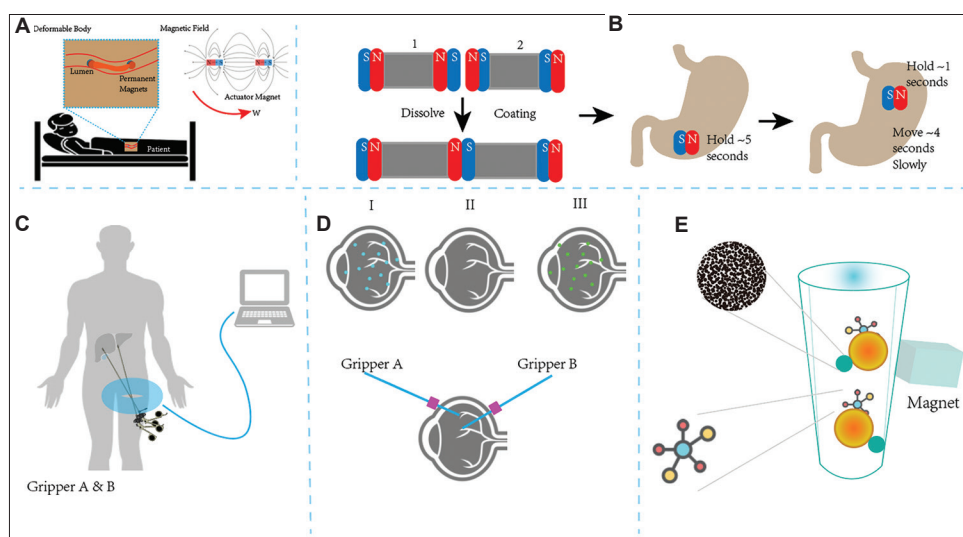 A
Deformable Body
Magnetic Field
Lumen
Permanent
Magnets
Actuator Magnet
W
Patient
1
2
S N
N S
N S
S N
Dissolve
Coating
S N
N S
S N
B
S N
Hold ~5
seconds
Hold ~1
seconds
S N
Move ~4
seconds
Slowly
C
Gripper A & B
D
I
II
III
Gripper A
Gripper B
E
Magnet